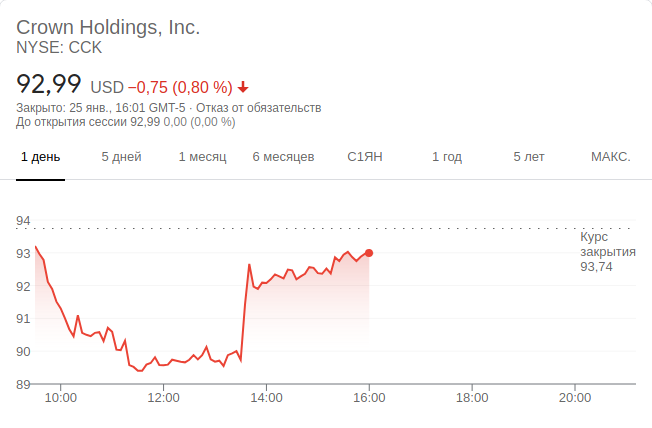 Crown Holdings, Inc.
NYSE: CCK
92,99 USD −0,75 (0,80 %)
Закрыто: 25 янв., 16:01 GMT-5 · Отказ от обязательств
До открытия сессии 92,99 0,00 (0,00 %)
1 день 5 дней 1 месяц 6 месяцев С1ЯН 1 год 5 лет МАКС.
94
Курс
закрытия
93,74
93
92
91
90
89
10:00 12:00 14:00 16:00 18:00 20:00